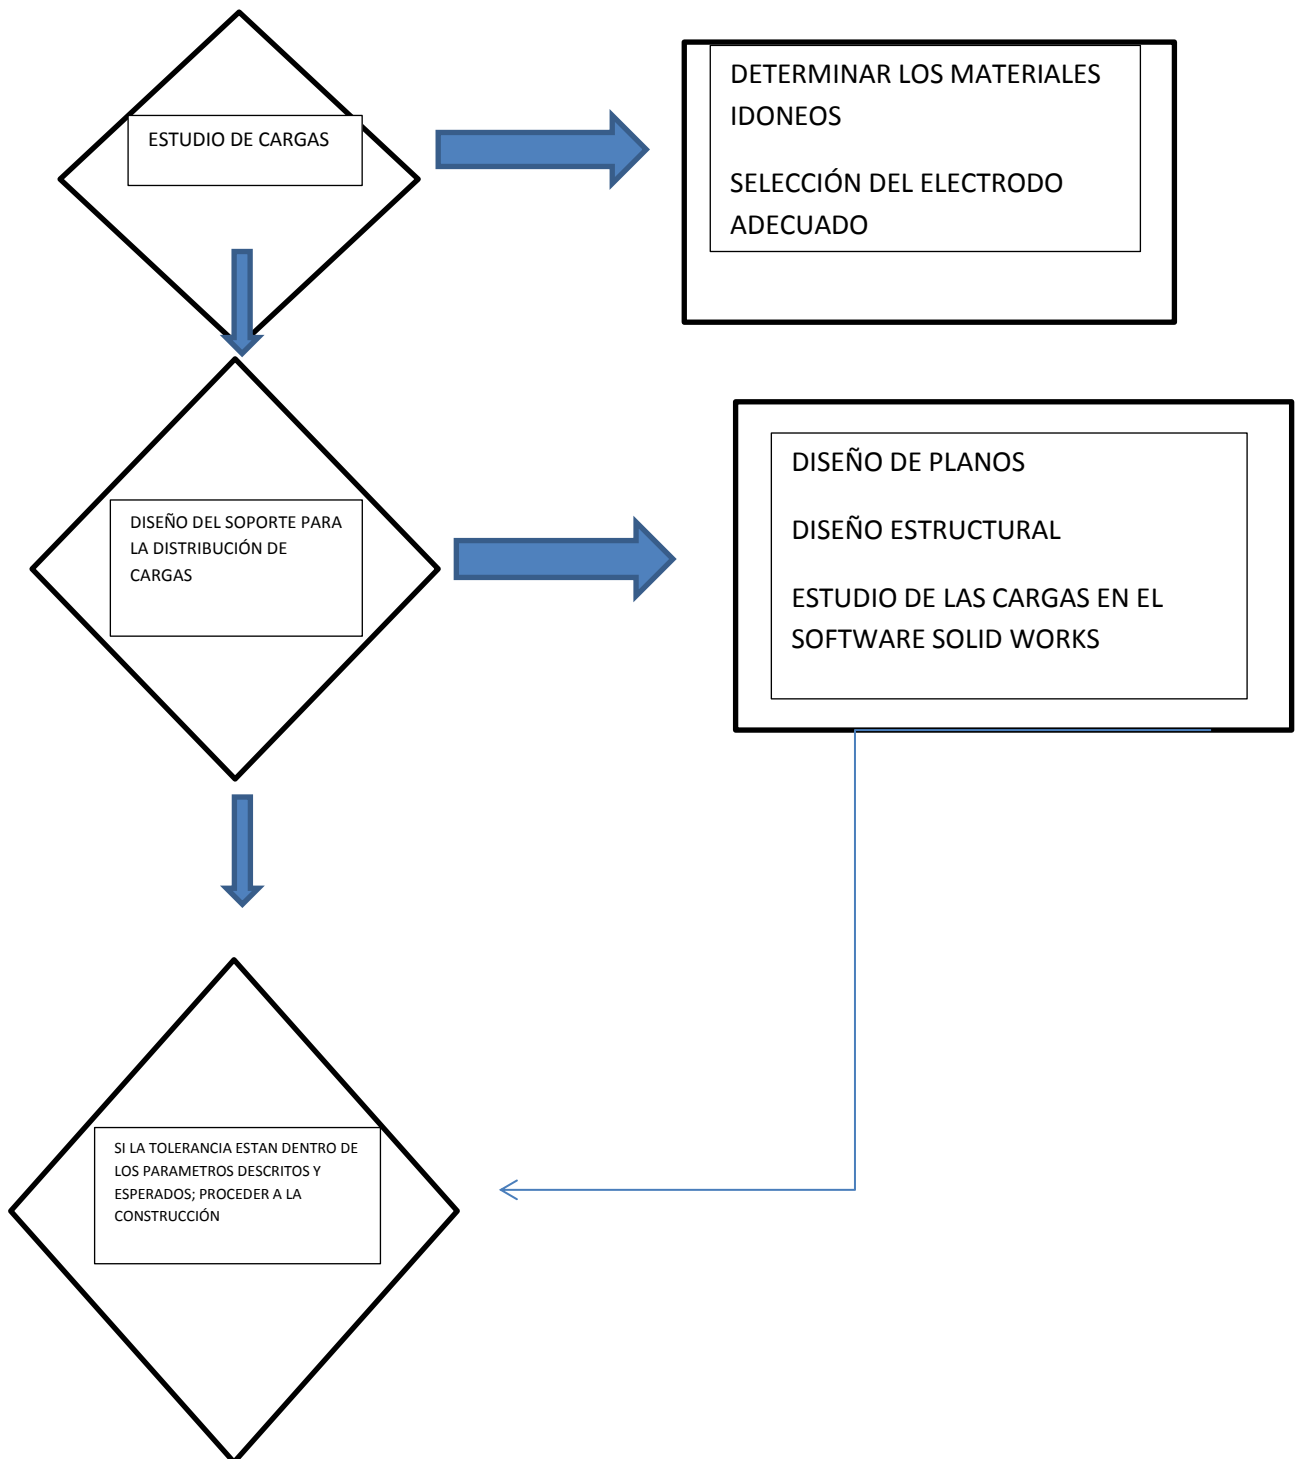 ESTUDIO DE CARGAS
DETERMINAR LOS MATERIALES
IDONEOS
SELECCIÓN DEL ELECTRODO
ADECUADO
DISEÑO DEL SOPORTE PARA
LA DISTRIBUCIÓN DE
CARGAS
DISEÑO DE PLANOS
DISEÑO ESTRUCTURAL
ESTUDIO DE LAS CARGAS EN EL
SOFTWARE SOLID WORKS
SI LA TOLERANCIA ESTAN DENTRO DE
LOS PARAMETROS DESCRITOS Y
ESPERADOS; PROCEDER A LA
CONSTRUCCIÓN